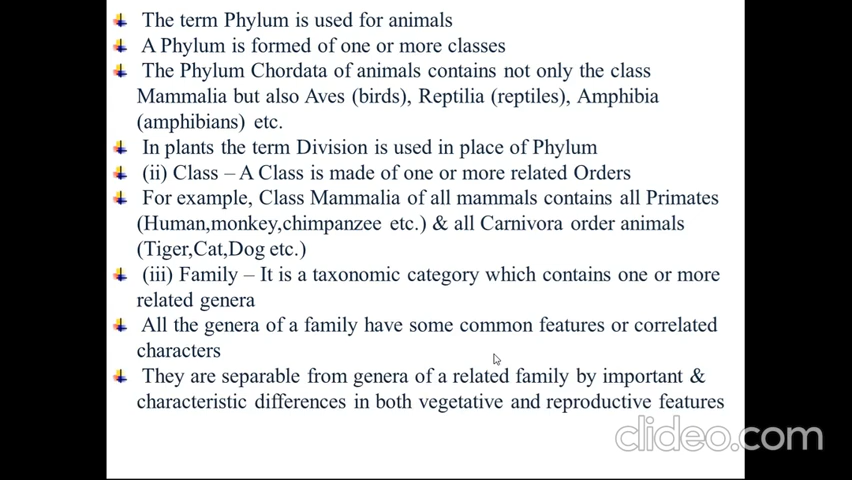 The term Phylum is used for animals
A Phylum is formed of one or more classes
The Phylum Chordata of animals contains not only the class
Mammalia but also Aves (birds), Reptilia (reptiles), Amphibia
(amphibians) etc.
In plants the term Division is used in place of Phylum
(ii) Class – A Class is made of one or more related Orders
For example, Class Mammalia of all mammals contains all Primates
(Human,monkey,chimpanzee etc.) & all Carnivora order animals
(Tiger,Cat,Dog etc.)
(iii) Family – It is a taxonomic category which contains one or more
related genera
All the genera of a family have some common features or correlated
characters
They are separable from genera of a related family by important &
characteristic differences in both vegetative and reproductive features
clideo.com